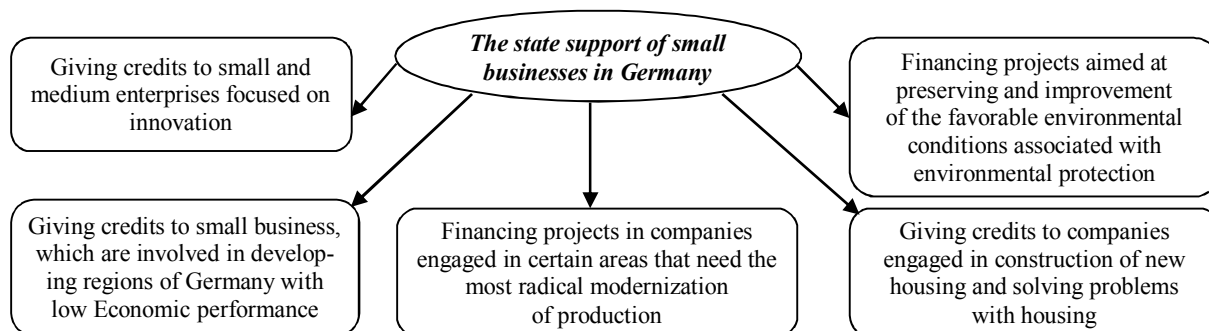 The state support of small
businesses in Germany
Giving credits to small and
medium enterprises focused on
innovation
Financing projects aimed at
preserving and improvement
of the favorable environmental
conditions associated with
environmental protection
Giving credits to small business,
which are involved in develop-
ing regions of Germany with
low Economic performance
Financing projects in companies
engaged in certain areas that need the
most radical modernization
of production
Giving credits to companies
engaged in construction of new
housing and solving problems
with housing